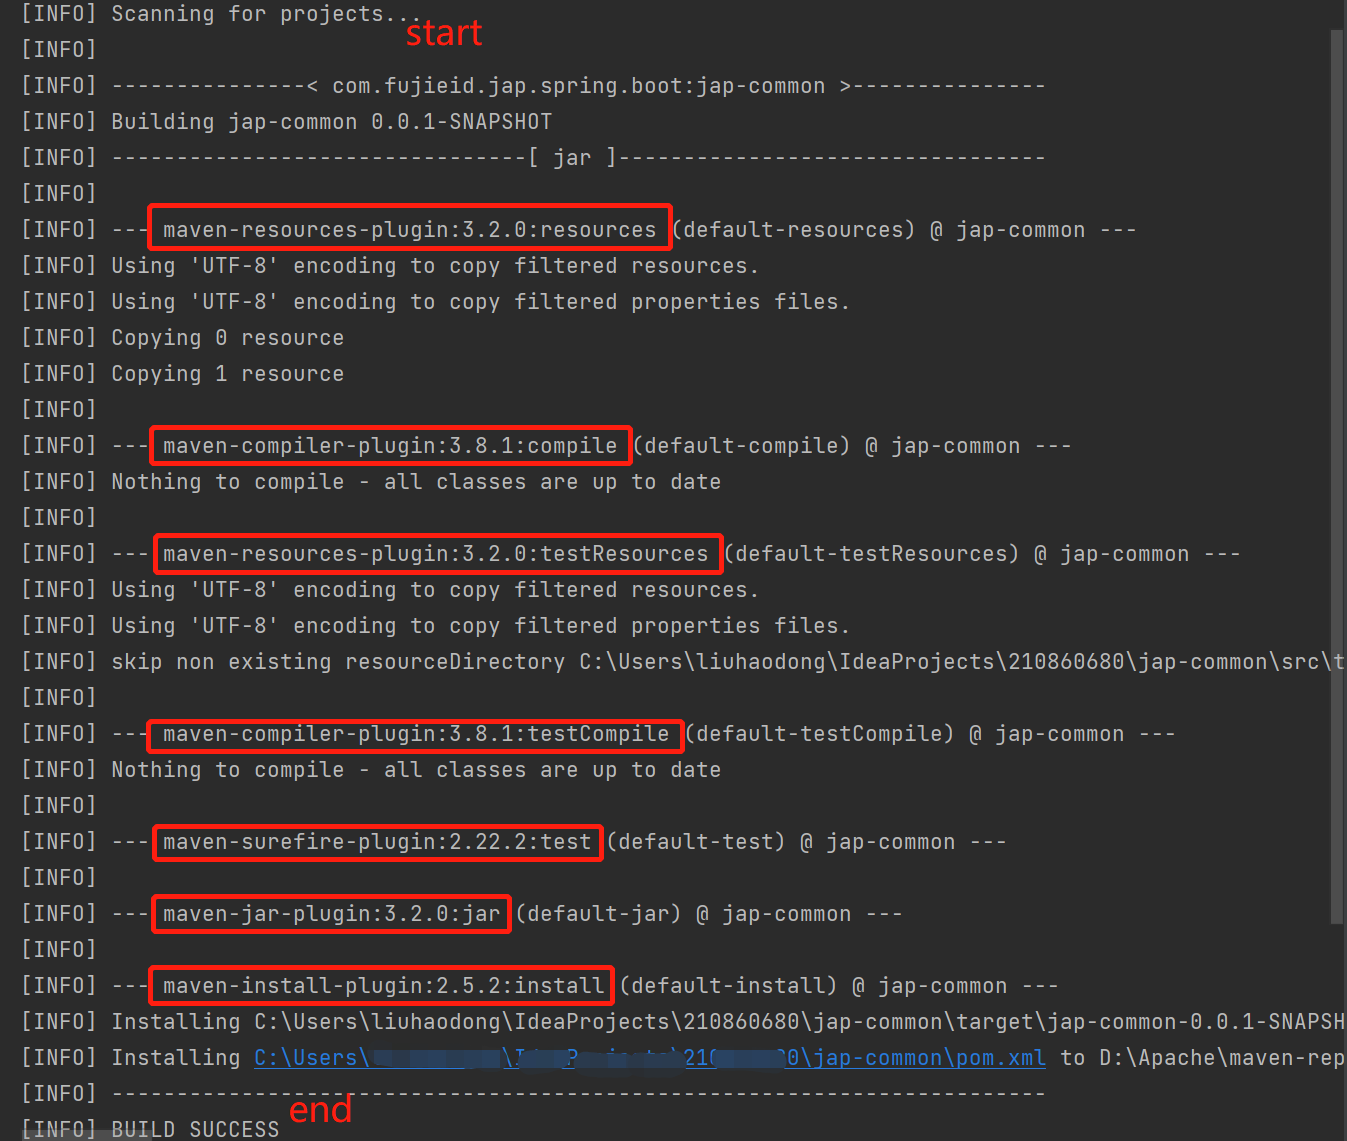 [INFO] Scanning for projects...
start
[INFO]
[INFO] ---------------< com.fujieid.jap.spring.boot:jap-common >---------------
[INFO] Building jap-common 0.0.1-SNAPSHOT
[INFO] --------------------------------[ jar ]---------------------------------
[INFO]
[INFO] --- maven-resources-plugin:3.2.0:resources (default-resources) @ jap-common ---
[INFO] Using 'UTF-8' encoding to copy filtered resources.
[INFO] Using 'UTF-8' encoding to copy filtered properties files.
[INFO] Copying 0 resource
[INFO] Copying 1 resource
[INFO]
[INFO] --- maven-compiler-plugin:3.8.1:compile (default-compile) @ jap-common ---
[INFO] Nothing to compile - all classes are up to date
[INFO]
[INFO] --- maven-resources-plugin:3.2.0:testResources (default-testResources) @ jap-common ---
[INFO] Using 'UTF-8' encoding to copy filtered resources.
[INFO] Using 'UTF-8' encoding to copy filtered properties files.
[INFO] skip non existing resourceDirectory C:\Users\liuhaodong\IdeaProjects\210860680\jap-common\src\t
[INFO]
[INFO] --- maven-compiler-plugin:3.8.1:testCompile (default-testCompile) @ jap-common ---
[INFO] Nothing to compile - all classes are up to date
[INFO]
[INFO] --- maven-surefire-plugin:2.22.2:test (default-test) @ jap-common ---
[INFO]
[INFO] --- maven-jar-plugin:3.2.0:jar (default-jar) @ jap-common ---
[INFO]
[INFO] --- maven-install-plugin:2.5.2:install (default-install) @ jap-common ---
[INFO] Installing C:\Users\liuhaodong\IdeaProjects\210860680\jap-common\target\jap-common-0.0.1-SNAPSH
[INFO] Installing C:\Users\ \jap-common\pom.xml to D:\Apache\maven-rep
[INFO] ------------------------------------------------------------------------
end
[INFO] BUILD SUCCESS